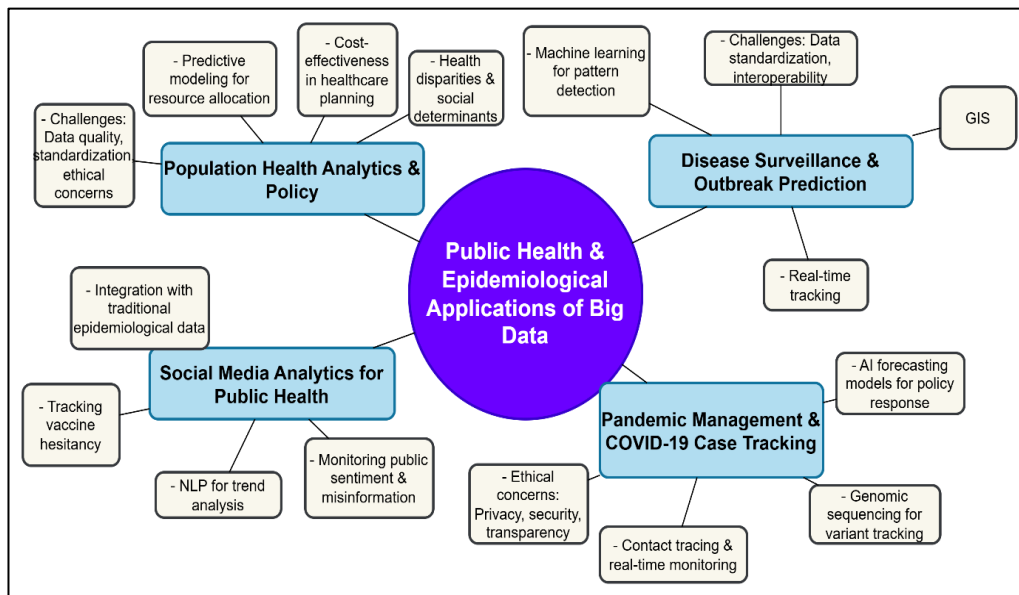 - Predictive
modeling for
resource allocation
- Cost-
effectiveness
in healthcare
planning
- Health
disparities &
social
determinants
- Challenges:
Data quality,
standardization,
ethical
concerns
Population Health Analytics &
Policy
- Machine learning
for pattern
detection
- Challenges: Data
standardization,
interoperability
GIS
Disease Surveillance &
Outbreak Prediction
- Real-time
tracking
Public Health &
Epidemiological
Applications of Big
Data
- Integration with
traditional
epidemiological data
Social Media Analytics for
Public Health
- Tracking
vaccine
hesitancy
- NLP for trend
analysis
- Monitoring public
sentiment &
misinformation
- AI forecasting
models for policy
response
Pandemic Management &
COVID-19 Case Tracking
- Ethical
concerns:
Privacy, security,
transparency
- Contact tracing &
real-time monitoring
- Genomic
sequencing for
variant tracking